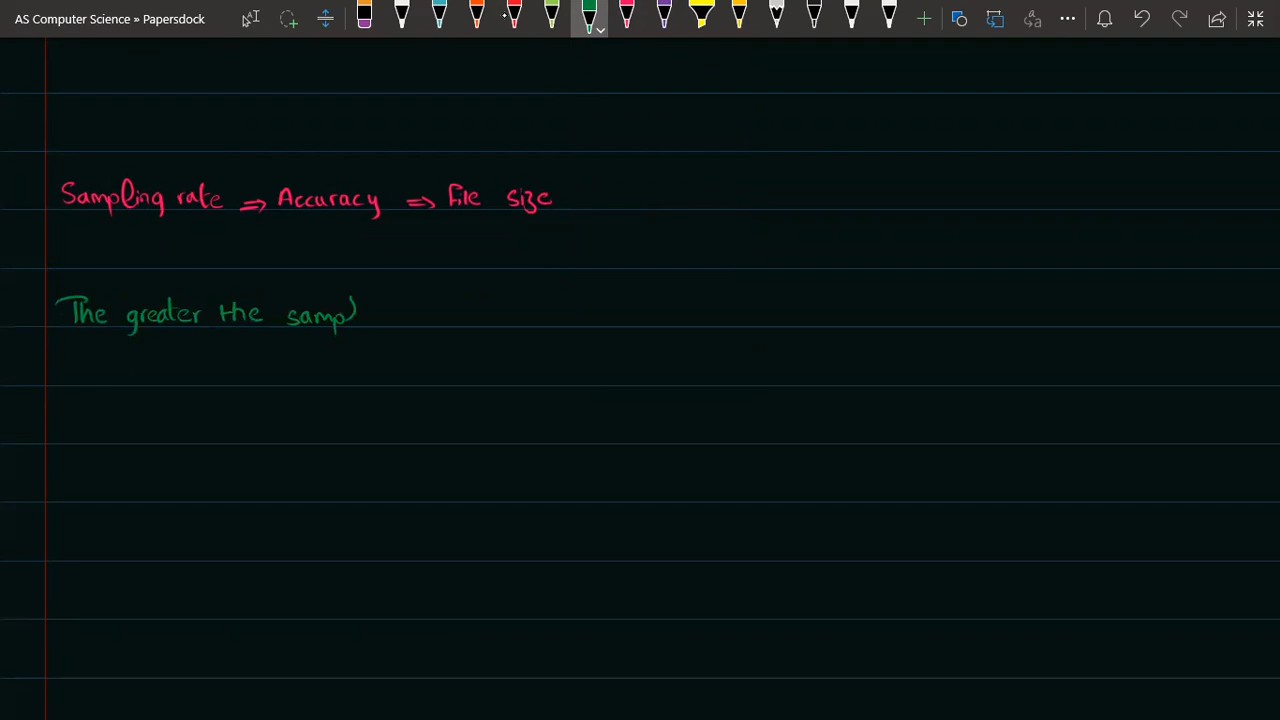 AS Computer Science » Papersdock
Sampling rate ⇒ Accuracy ⇒ File size
The greater the samp)